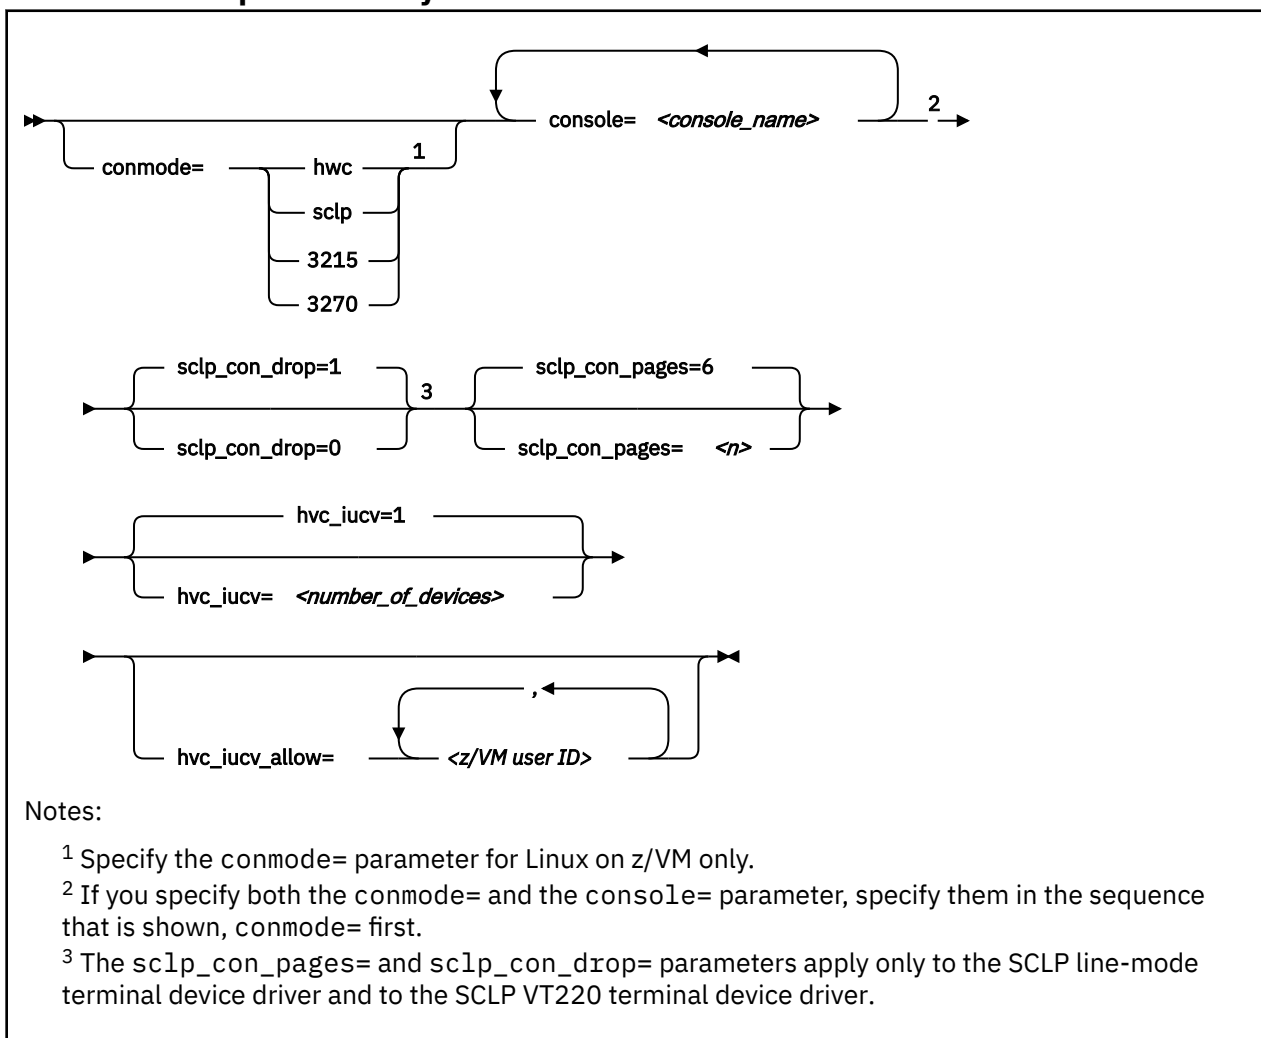 console= <console_name> 2
conmode= hwc 1
sclp
3215
3270
sclp_con_drop=1 sclp_con_pages=6
3
sclp_con_drop=0 sclp_con_pages= <n>
hvc_iucv=1
hvc_iucv= <number_of_devices>
,
hvc_iucv_allow= <z/VM user ID>
Notes:
1 Specify the conmode= parameter for Linux on z/VM only.
2 If you specify both the conmode= and the console= parameter, specify them in the sequence
that is shown, conmode= first.
3 The sclp_con_pages= and sclp_con_drop= parameters apply only to the SCLP line-mode
terminal device driver and to the SCLP VT220 terminal device driver.